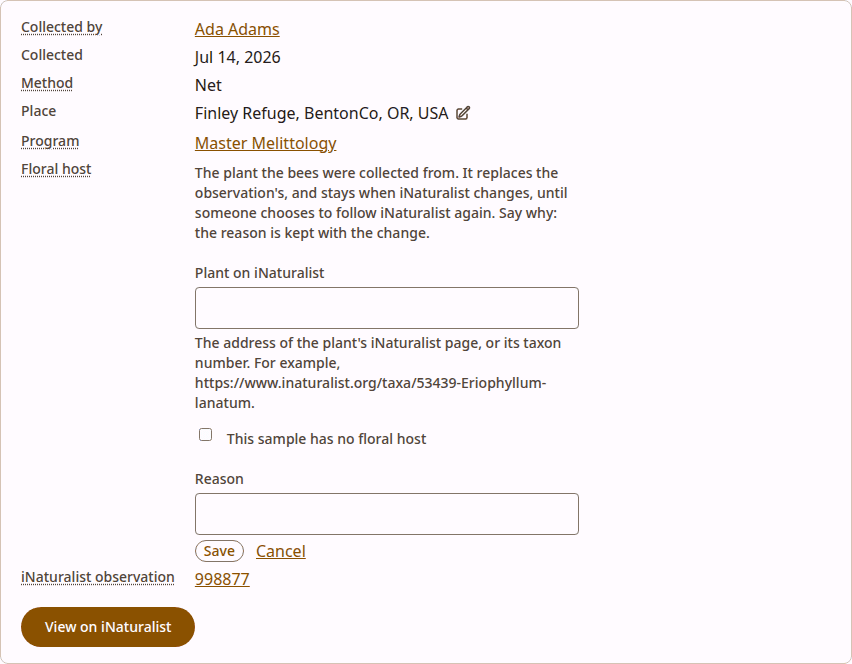 Collected by Ada Adams
Collected Jul 14, 2026
Method Net
Place Finley Refuge, BentonCo, OR, USA
Program Master Melittology
Floral host The plant the bees were collected from. It replaces the
observation's, and stays when iNaturalist changes, until
someone chooses to follow iNaturalist again. Say why:
the reason is kept with the change.
Plant on iNaturalist
The address of the plant's iNaturalist page, or its taxon
number. For example,
https://www.inaturalist.org/taxa/53439-Eriophyllum-
lanatum.
This sample has no floral host
Reason
Save Cancel
iNaturalist observation 998877
View on iNaturalist